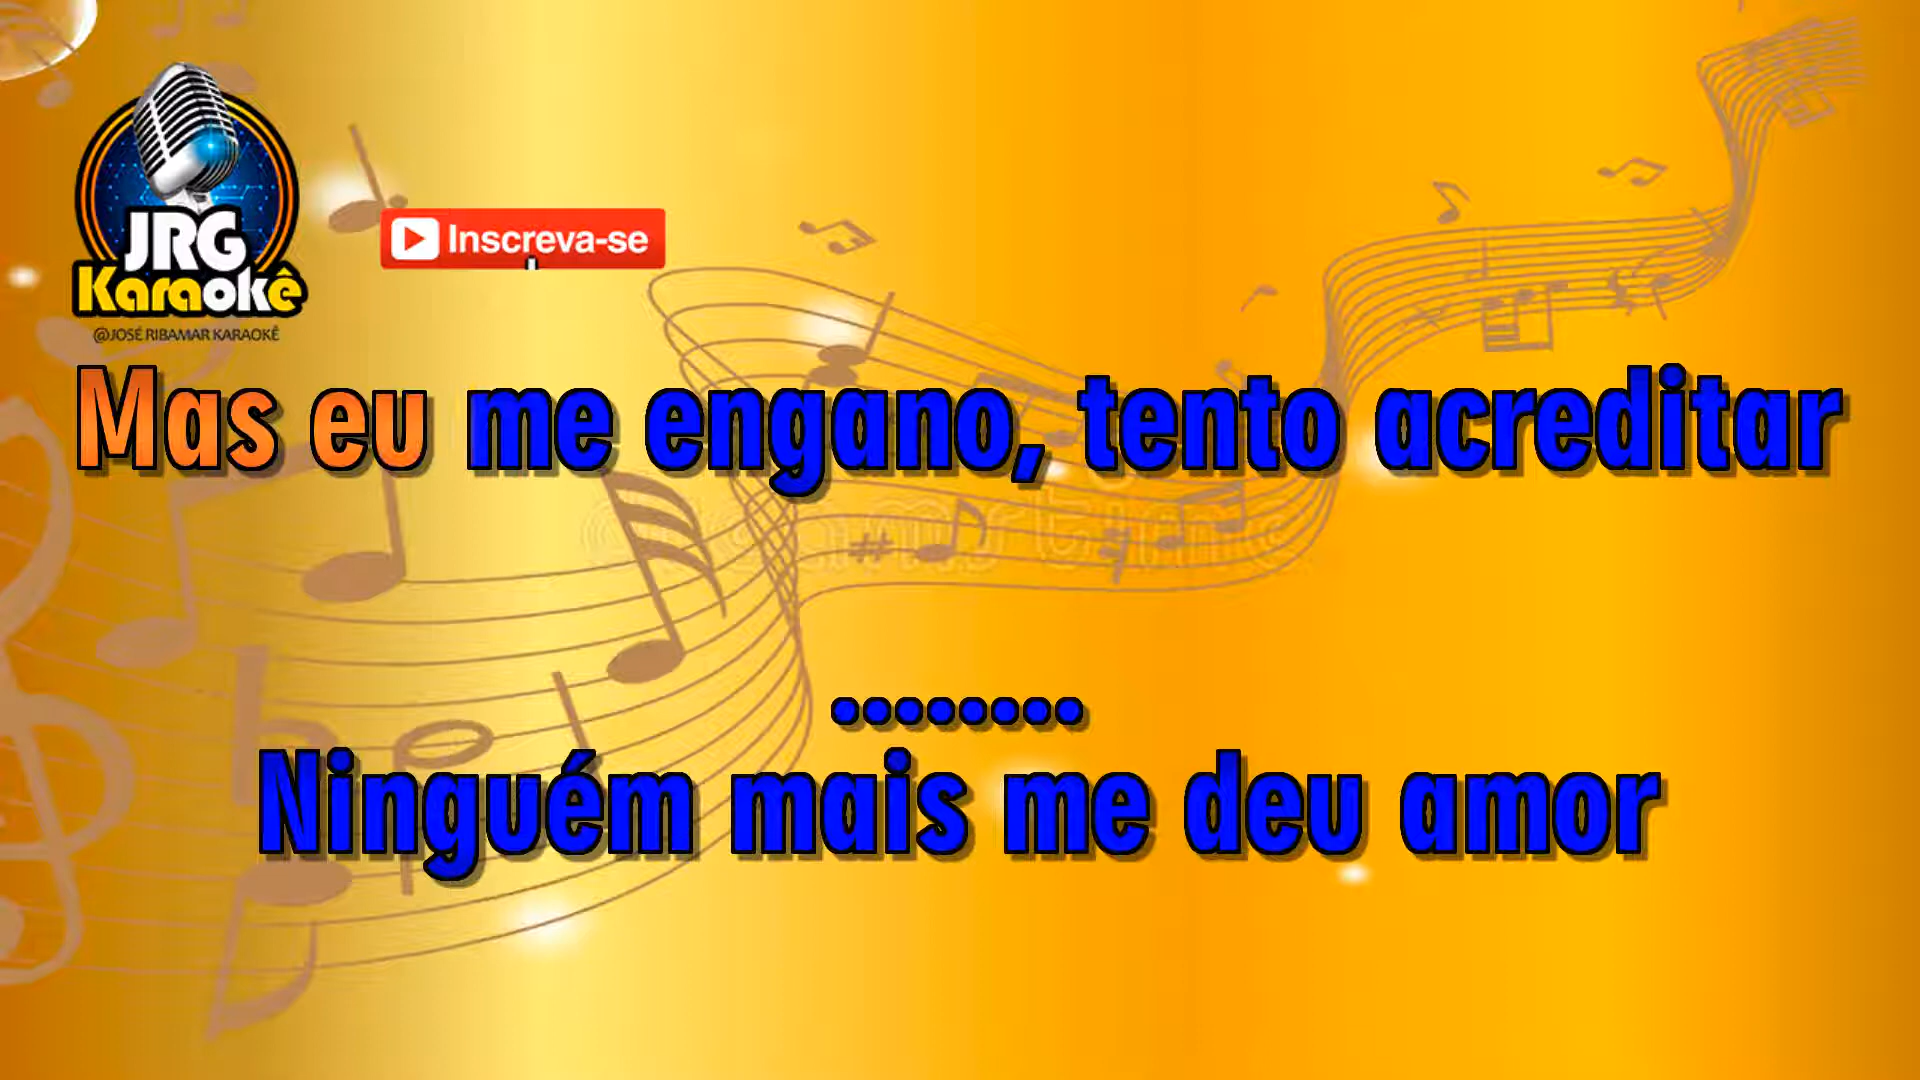 JRG
Karaokê
@JOSÉ RIBAMAR KARAOKÊ
Inscreva-se
Mas eu me engano, tento acreditar
........
Ninguém mais me deu amor